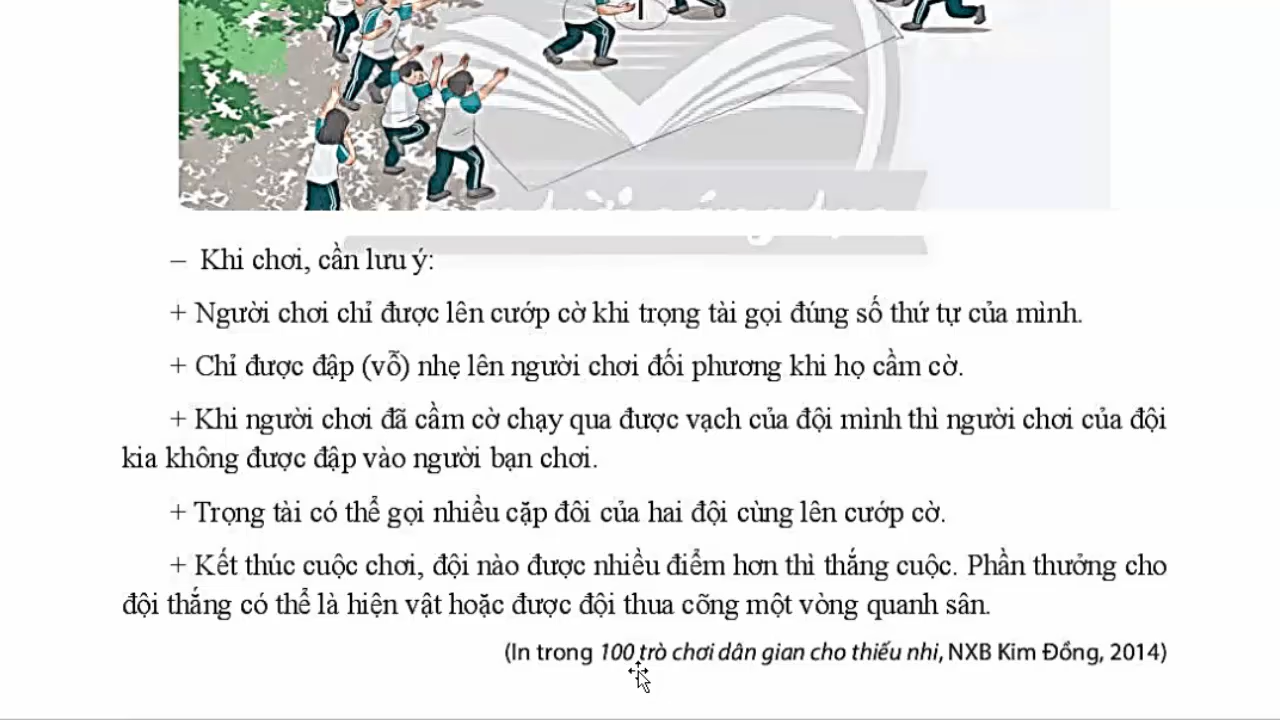 – Khi chơi, cần lưu ý:
+ Người chơi chỉ được lên cướp cờ khi trọng tài gọi đúng số thứ tự của mình.
+ Chỉ được đập (vỗ) nhẹ lên người chơi đối phương khi họ cầm cờ.
+ Khi người chơi đã cầm cờ chạy qua được vạch của đội mình thì người chơi của đội
kia không được đập vào người bạn chơi.
+ Trọng tài có thể gọi nhiều cặp đôi của hai đội cùng lên cướp cờ.
+ Kết thúc cuộc chơi, đội nào được nhiều điểm hơn thì thắng cuộc. Phần thưởng cho
đội thắng có thể là hiện vật hoặc được đội thua cõng một vòng quanh sân.
(In trong 100 trò chơi dân gian cho thiếu nhi, NXB Kim Đồng, 2014)